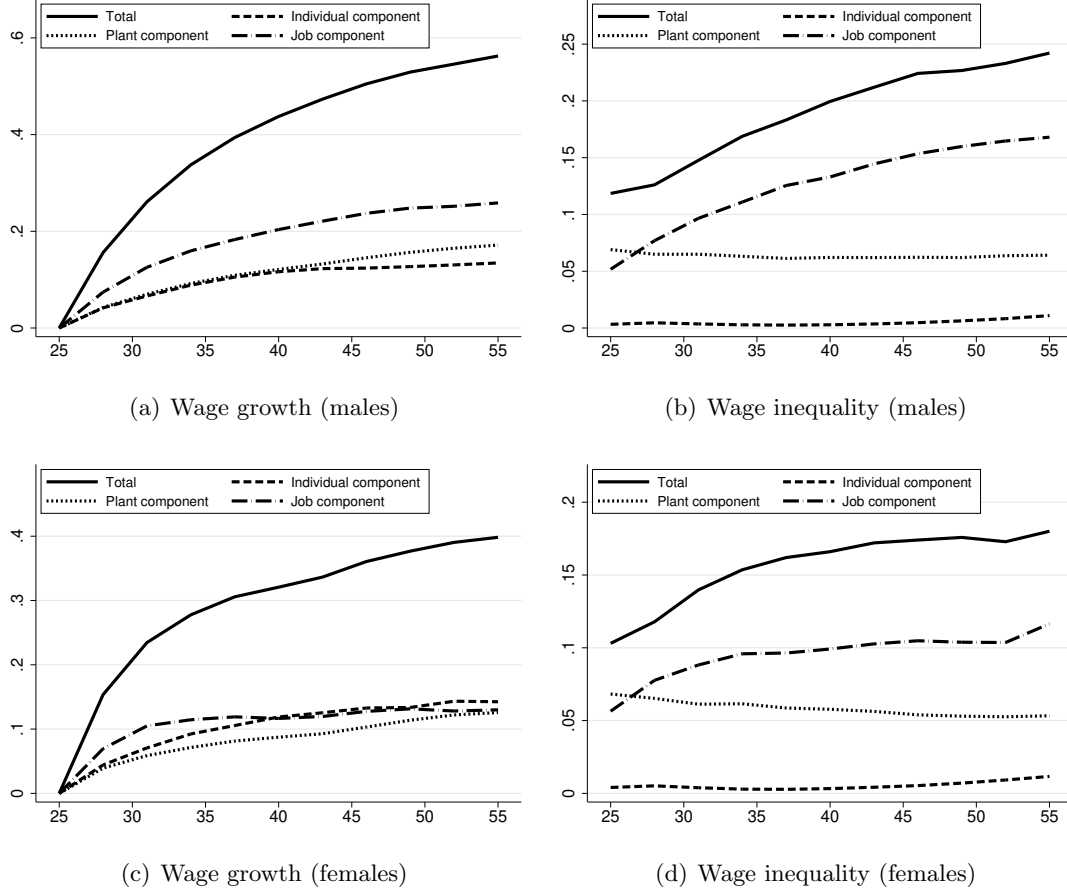 Total
Individual component
Plant component
Job component
0
.2
.4
.6
25
30
35
40
45
50
55
(a) Wage growth (males)
Total
Individual component
Plant component
Job component
0
.05
.1
.15
.2
.25
25
30
35
40
45
50
55
(b) Wage inequality (males)
Total
Individual component
Plant component
Job component
0
.1
.2
.3
.4
25
30
35
40
45
50
55
(c) Wage growth (females)
Total
Individual component
Plant component
Job component
0
.05
.1
.15
.2
25
30
35
40
45
50
55
(d) Wage inequality (females)